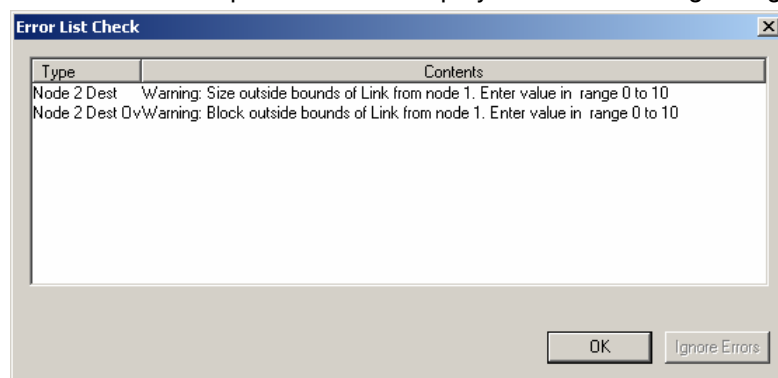 Error List Check
Type Contents
Node 2 Dest Warning: Size outside bounds of Link from node 1. Enter value in range 0 to 10
Node 2 Dest Ov Warning: Block outside bounds of Link from node 1. Enter value in range 0 to 10
OK Ignore Errors